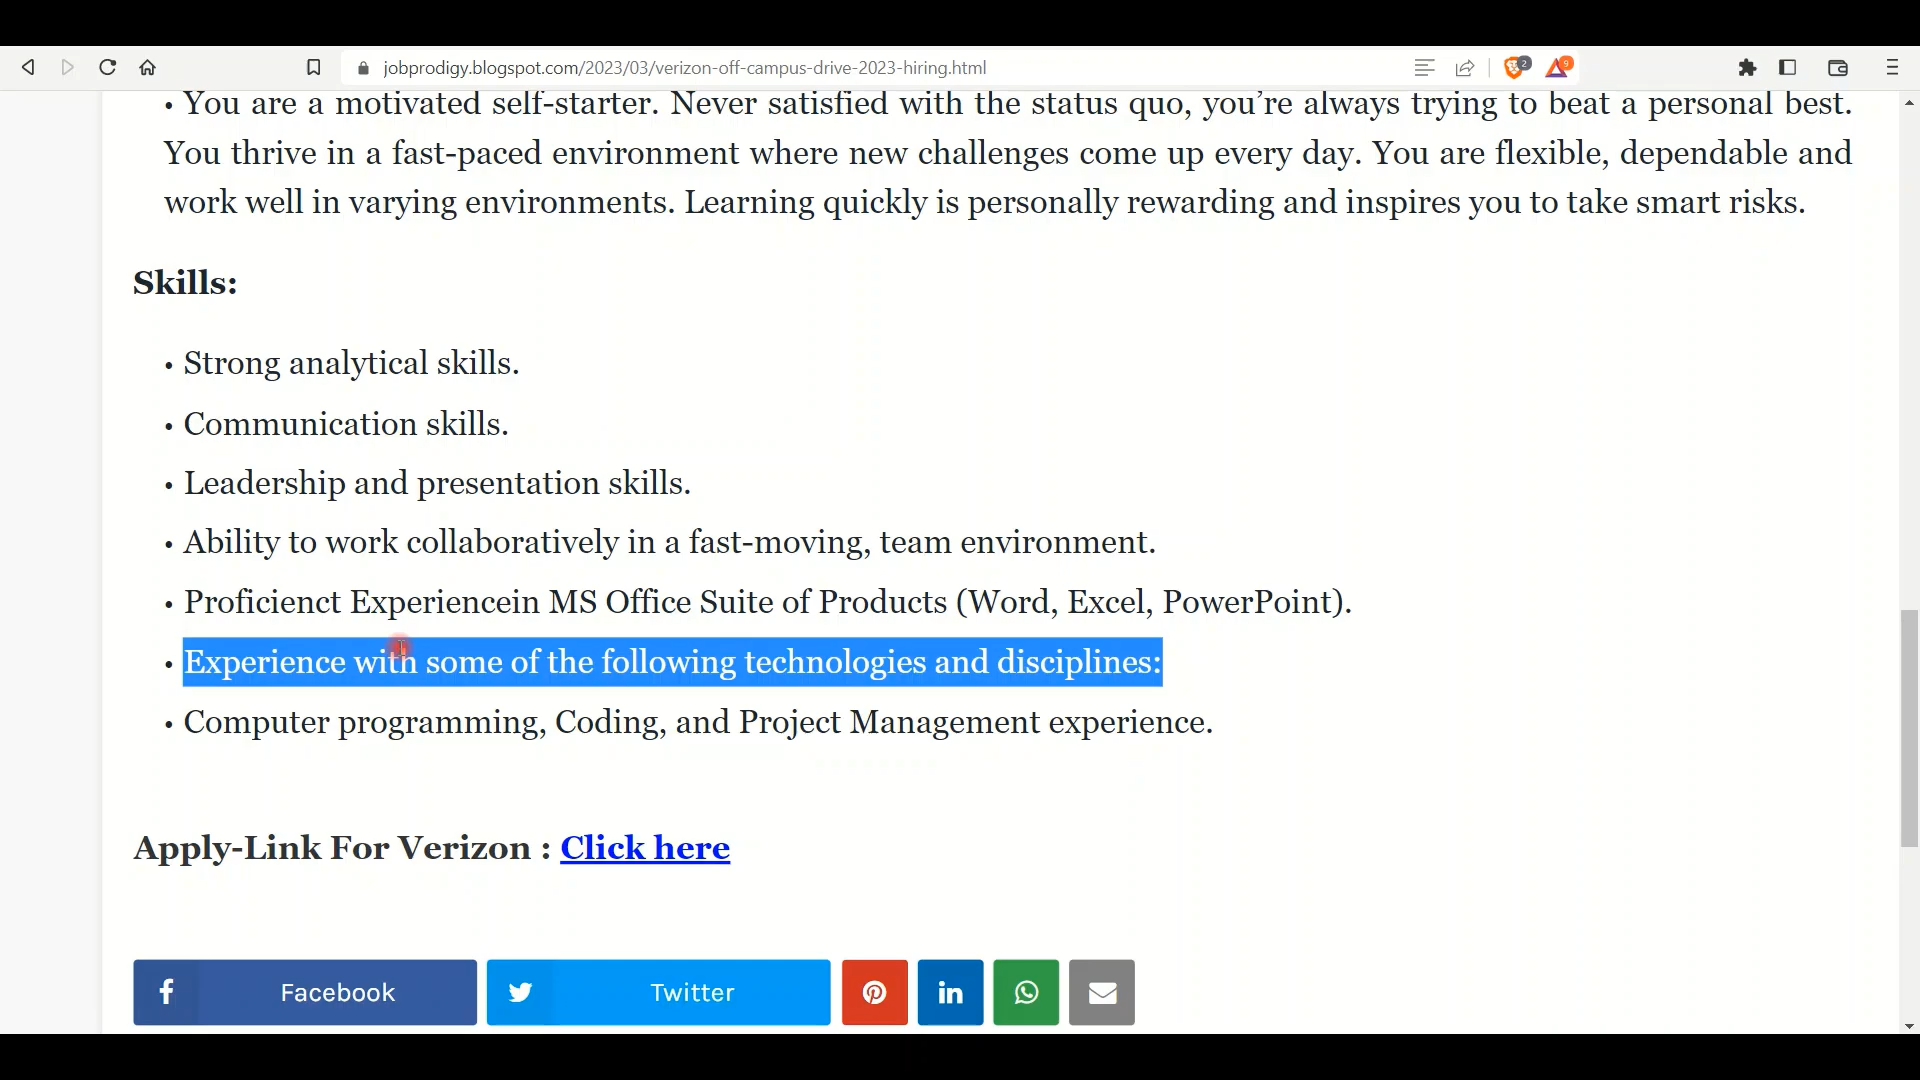 jobprodigy.blogspot.com/2023/03/verizon-off-campus-drive-2023-hiring.html
2
9
• You are a motivated self-starter. Never satisfied with the status quo, you’re always trying to beat a personal best.
You thrive in a fast-paced environment where new challenges come up every day. You are flexible, dependable and
work well in varying environments. Learning quickly is personally rewarding and inspires you to take smart risks.
Skills:
• Strong analytical skills.
• Communication skills.
• Leadership and presentation skills.
• Ability to work collaboratively in a fast-moving, team environment.
• Proficienct Experiencein MS Office Suite of Products (Word, Excel, PowerPoint).
• Experience with some of the following technologies and disciplines:
• Computer programming, Coding, and Project Management experience.
Apply-Link For Verizon : Click here
Facebook
Twitter